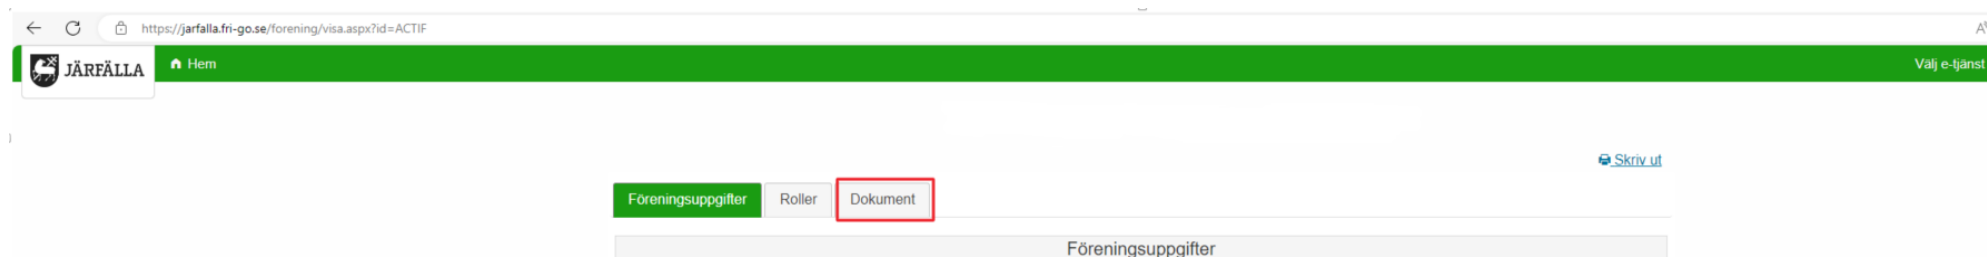 https://jarfalla.fri-go.se/forening/visa.aspx?id=ACTIF
JÄRFÄLLA Hem Välj e-tjänst
Skriv ut
Föreningsuppgifter Roller Dokument
Föreningsuppgifter